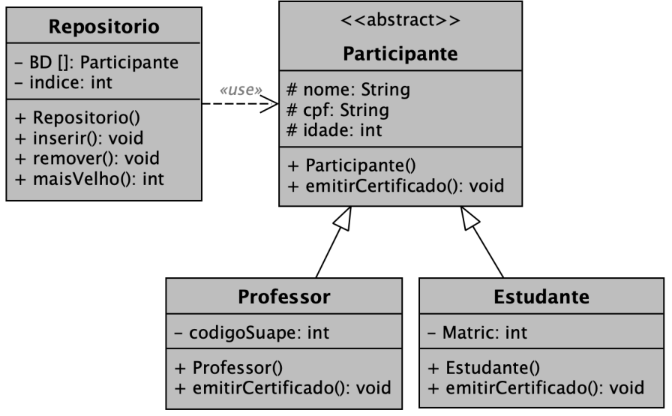 Repositorio
- BD []: Participante
- indice: int
+ Repositorio()
+ inserir(): void
+ remover(): void
+ maisVelho(): int
«use»
<<abstract>>
Participante
# nome: String
# cpf: String
# idade: int
+ Participante()
+ emitirCertificado(): void
Professor
- codigoSuape: int
+ Professor()
+ emitirCertificado(): void
Estudante
- Matric: int
+ Estudante()
+ emitirCertificado(): void